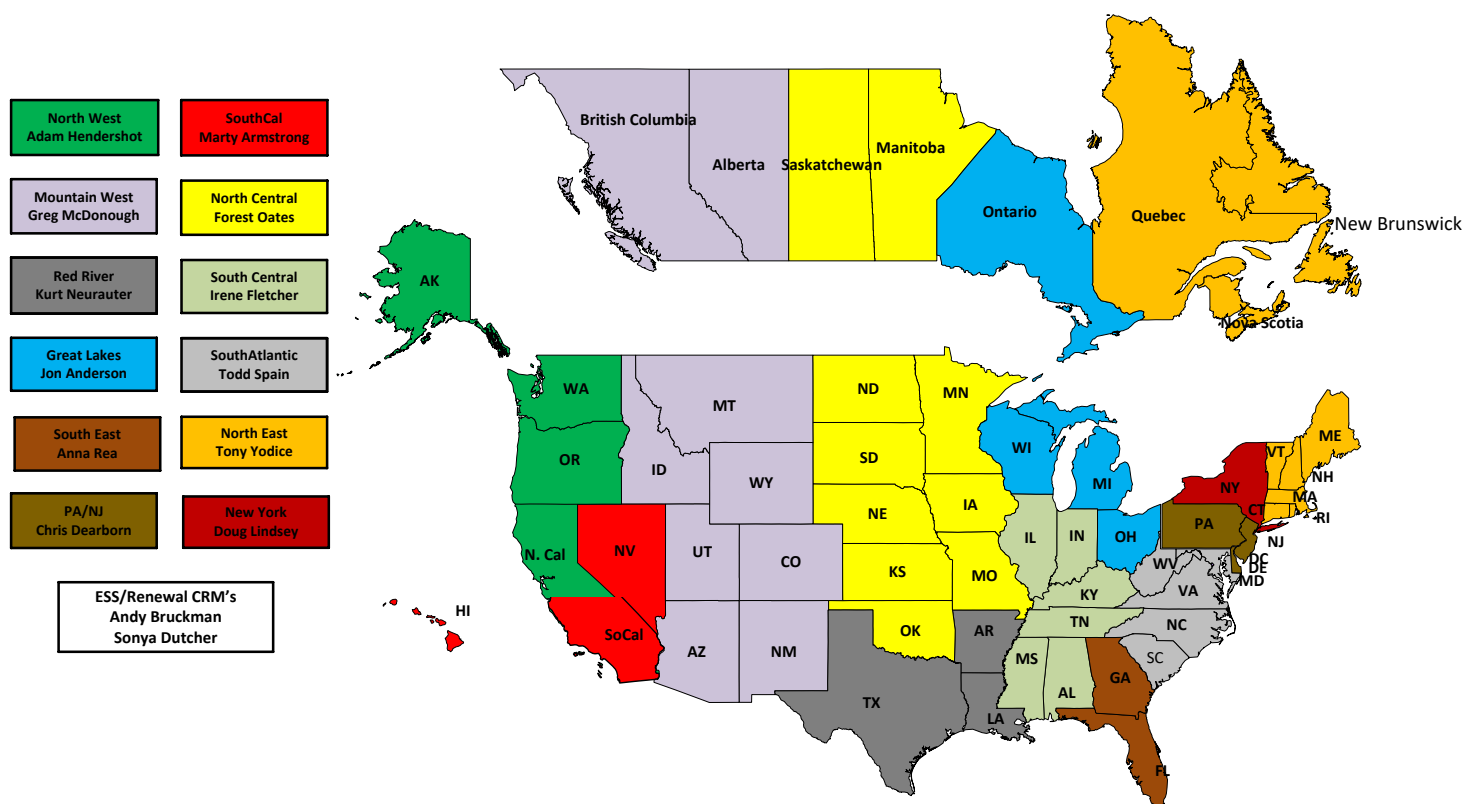 North West
Adam Hendershot
SouthCal
Marty Armstrong
Mountain West
Greg McDonough
North Central
Forest Oates
Red River
Kurt Neurauter
South Central
Irene Fletcher
Great Lakes
Jon Anderson
SouthAtlantic
Todd Spain
South East
Anna Rea
North East
Tony Yodice
PA/NJ
Chris Dearborn
New York
Doug Lindsey
ESS/Renewal CRM's
Andy Bruckman
Sonya Dutcher
British Columbia
Alberta
Saskatchewan
Manitoba
Ontario
Quebec
New Brunswick
Nova Scotia
AK
HI
WA
OR
N. Cal
SoCal
NV
ID
MT
WY
UT
CO
AZ
NM
ND
SD
NE
KS
OK
TX
MN
IA
MO
AR
LA
WI
MI
IL
IN
OH
KY
TN
MS
AL
GA
FL
SC
NC
VA
WV
PA
NY
VT
ME
NH
MA
CT
RI
NJ
DC
DE
MD